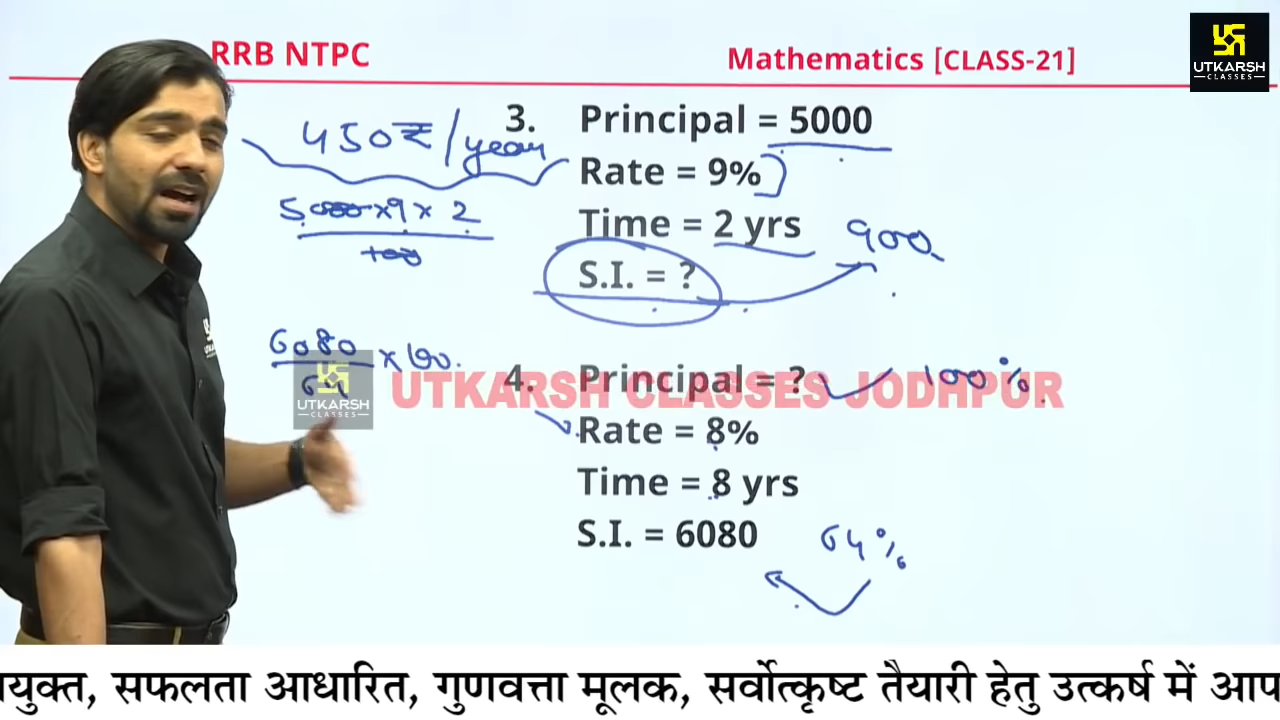 RRB NTPC
Mathematics [CLASS-21]
UTKARSH
CLASSES
450₹/year
3. Principal = 5000
Rate = 9%
5000×9×2
100
Time = 2 yrs
900
S.I. = ?
6080
64
×100
4. Principal = ?
100%
UTKARSH
CLASSES
UTKARSH CLASSES JODHPUR
Rate = 8%
Time = 8 yrs
S.I. = 6080
64%
युक्त, सफलता आधारित, गुणवत्ता मूलक, सर्वोत्कृष्ट तैयारी हेतु उत्कर्ष में आप